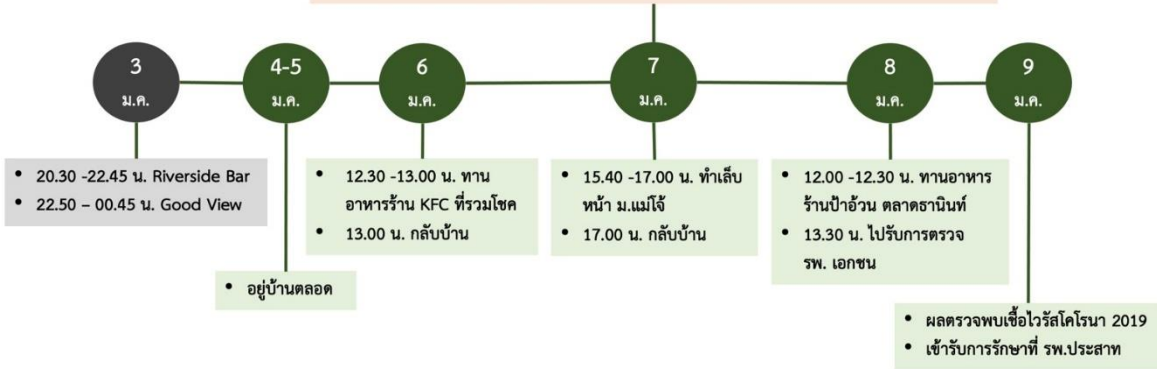 3
ม.ค.
4-5
ม.ค.
6
ม.ค.
7
ม.ค.
8
ม.ค.
9
ม.ค.
• 20.30 -22.45 น. Riverside Bar
• 22.50 – 00.45 น. Good View
• อยู่บ้านตลอด
• 12.30 -13.00 น. ทาน
อาหารร้าน KFC ที่รวมโชค
• 13.00 น. กลับบ้าน
• 15.40 -17.00 น. ทำเล็บ
หน้า ม.แม่โจ้
• 17.00 น. กลับบ้าน
• 12.00 -12.30 น. ทานอาหาร
ร้านป้าอ้วน ตลาดธานินท์
• 13.30 น. ไปรับการตรวจ
รพ. เอกชน
• ผลตรวจพบเชื้อไวรัสโคโรนา 2019
• เข้ารับการรักษาที่ รพ.ประสาท